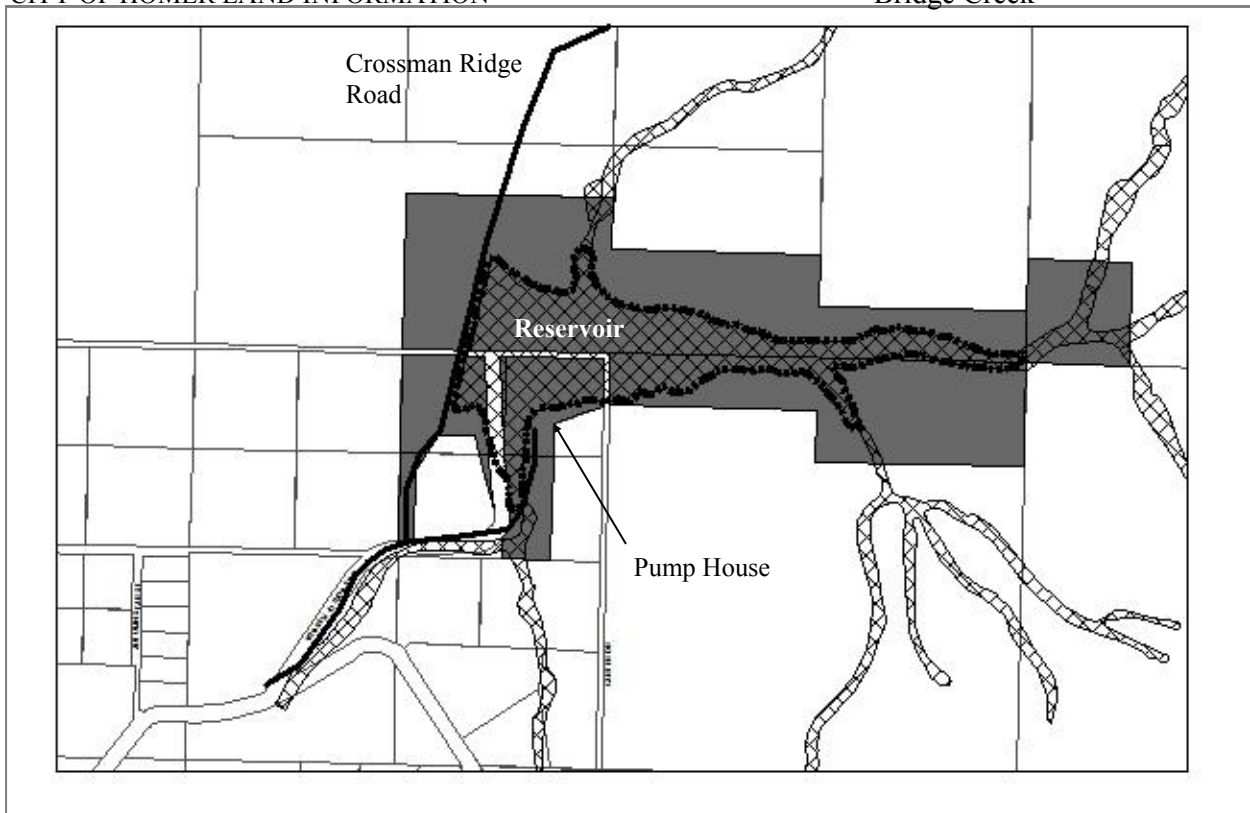 CITY OF HOMER LAND INFORMATION Bridge Creek
Crossman Ridge
Road
Reservoir
Pump House